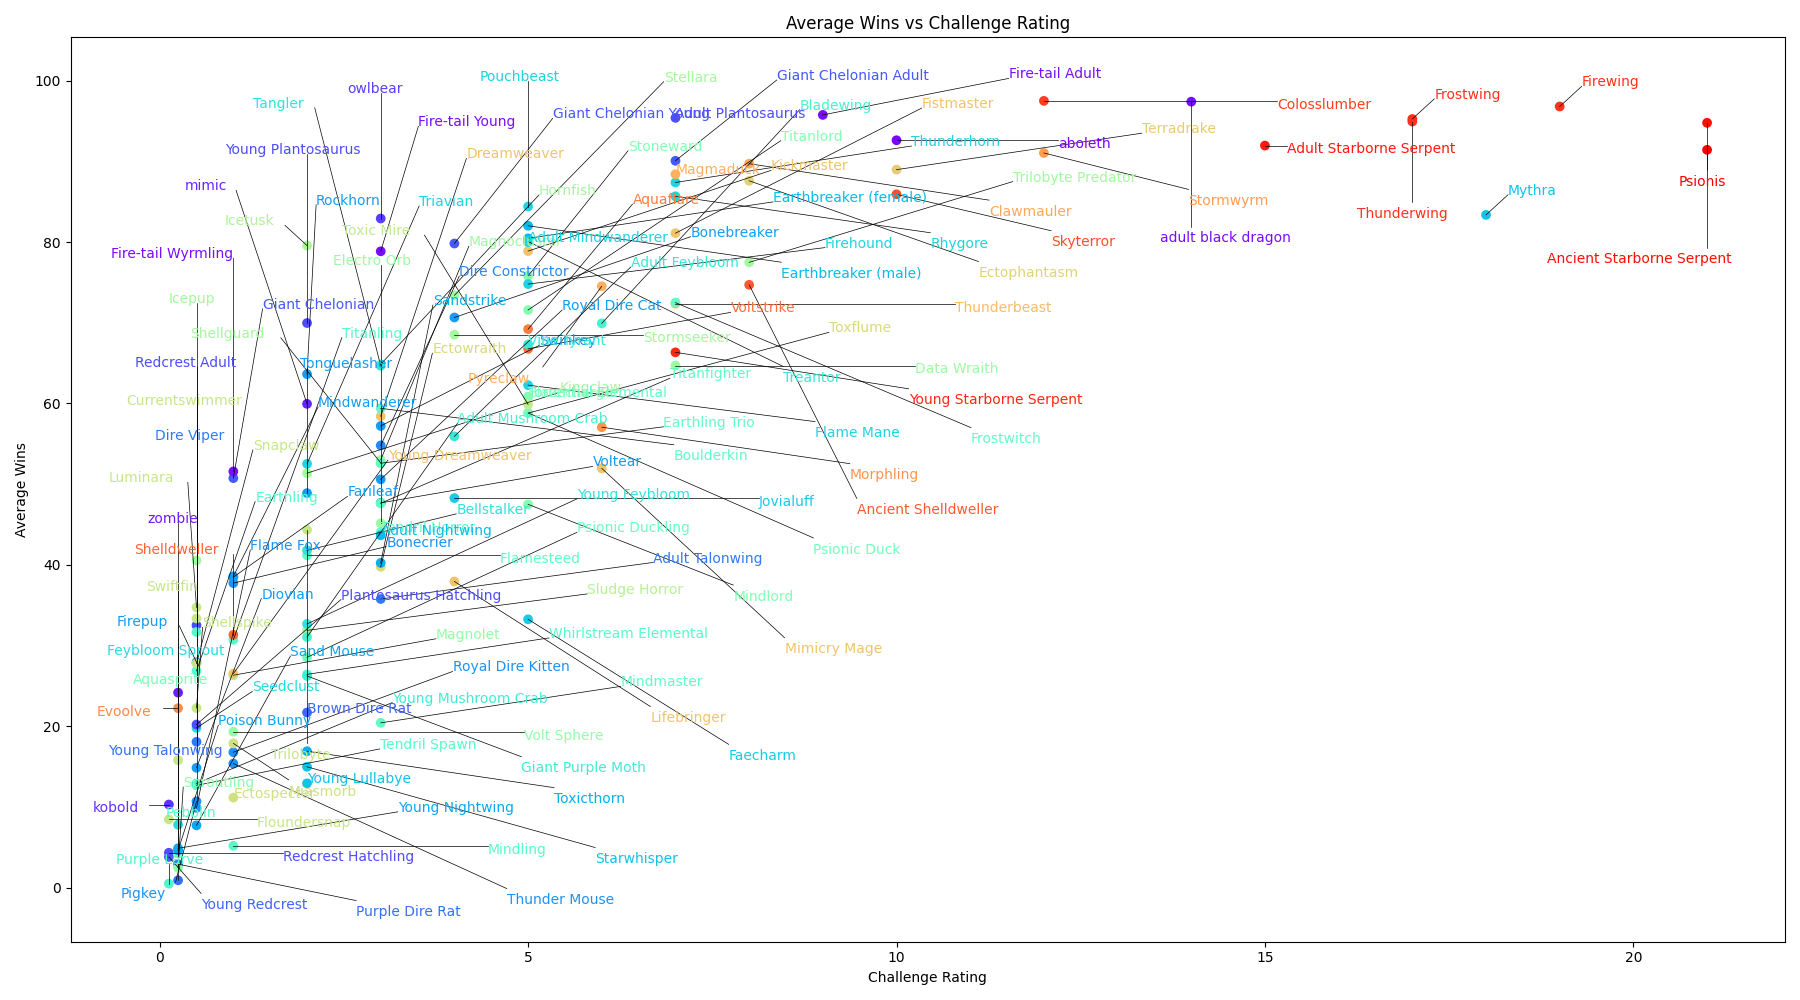 Average Wins vs Challenge Rating
Pouchbeast
Stellara
Giant Chelonian Adult
Fire-tail Adult
Firewing
owlbear
Tangler
Fire-tail Young
Giant Chelonian Young
Adult Plantosaurus
Bladewing
Fistmaster
Colosslumber
Frostwing
Terradrake
Young Plantosaurus
Dreamweaver
Stoneward
Titanlord
Thunderhorn
aboleth
Adult Starborne Serpent
Magmaduck
Kickmaster
Trilobyte Predator
Psionis
mimic
Rockhorn
Triavian
Hornfish
Aquaflare
Earthbreaker (female)
Clawmauler
Stormwyrm
Thunderwing
Mythra
Icetusk
Toxic Mire
Adult Mindwanderer
Bonebreaker
Firehound
Rhygore
Skyterror
adult black dragon
Fire-tail Wyrmling
Electro Orb
Dire Constrictor
Adult Feybloom
Earthbreaker (male)
Ectophantasm
Ancient Starborne Serpent
Icepup
Giant Chelonian
Sandstrike
Royal Dire Cat
Voltstrike
Thunderbeast
Shellguard
Titanling
Ectowraith
Stormseeker
Toxflume
Redcrest Adult
Tonguelasher
Pyreclaw
Kingclaw
Titanfighter
Treantor
Data Wraith
Currentswimmer
Mindwanderer
Young Starborne Serpent
Dire Viper
Snapclaw
Adult Mushroom Crab
Earthling Trio
Flame Mane
Frostwitch
Luminara
Young Dreamweaver
Voltear
Boulderkin
Morphling
Earthling
Farileaf
Young Feybloom
Jovialuff
Ancient Shelldweller
zombie
Bellstalker
Adult Nightwing
Psionic Duckling
Shelldweller
Flame Fox
Bonecrier
Flamesteed
Adult Talonwing
Psionic Duck
Swiftfin
Diovian
Plantosaurus Hatchling
Sludge Horror
Mindlord
Firepup
Shellspike
Magnolet
Whirlstream Elemental
Feybloom Sprout
Sand Mouse
Mimicry Mage
Aquasprite
Seedclust
Royal Dire Kitten
Mindmaster
Evoolve
Poison Bunny
Brown Dire Rat
Young Mushroom Crab
Lifebringer
Volt Sphere
Young Talonwing
Trilobyte
Tendril Spawn
Giant Purple Moth
Faecharm
Young Lullabye
Ectospecter
Miasmorb
Toxicthorn
kobold
Floundersnap
Young Nightwing
Purple Larve
Redcrest Hatchling
Mindling
Starwhisper
Pigkey
Young Redcrest
Purple Dire Rat
Thunder Mouse
Average Wins
100
80
60
40
20
0
0
5
10
15
20
Challenge Rating